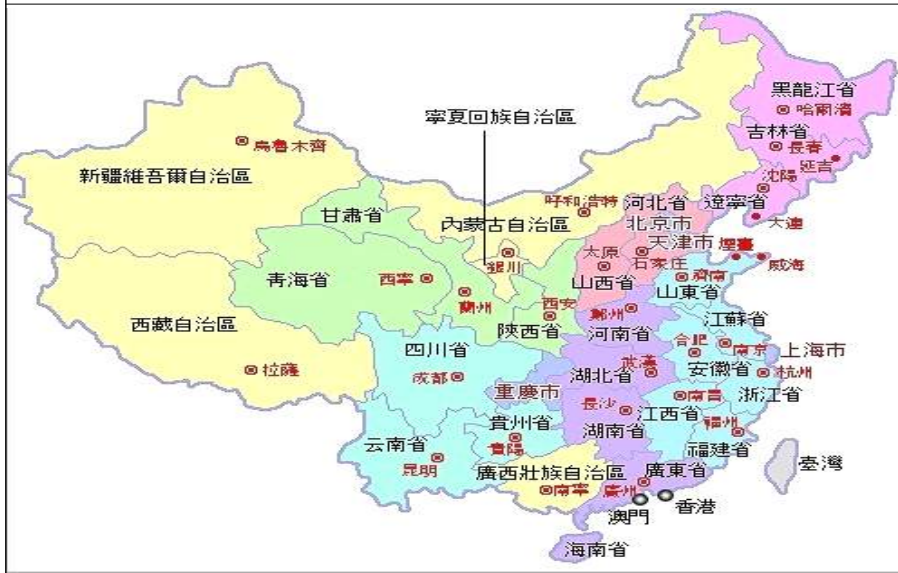 黑龍江省
哈爾濱
寧夏回族自治區
吉林省
長春
烏魯木齊
延吉
新疆維吾爾自治區
沈陽
呼和浩特
河北省
遼寧省
甘肅省
內蒙古自治區
北京市
大連
天津市
煙臺
太原
銀川
石家庄
威海
青海省
西寧
山西省
濟南
蘭州
山東省
西安
鄭州
西藏自治區
陝西省
河南省
江蘇省
四川省
合肥
南京
上海市
拉薩
成都
湖北省
武漢
安徽省
杭州
重慶市
浙江省
長沙
南昌
江西省
貴州省
福州
云南省
湖南省
貴陽
福建省
昆明
廣西壯族自治區
廣東省
臺灣
南寧
廣州
香港
澳門
海南省